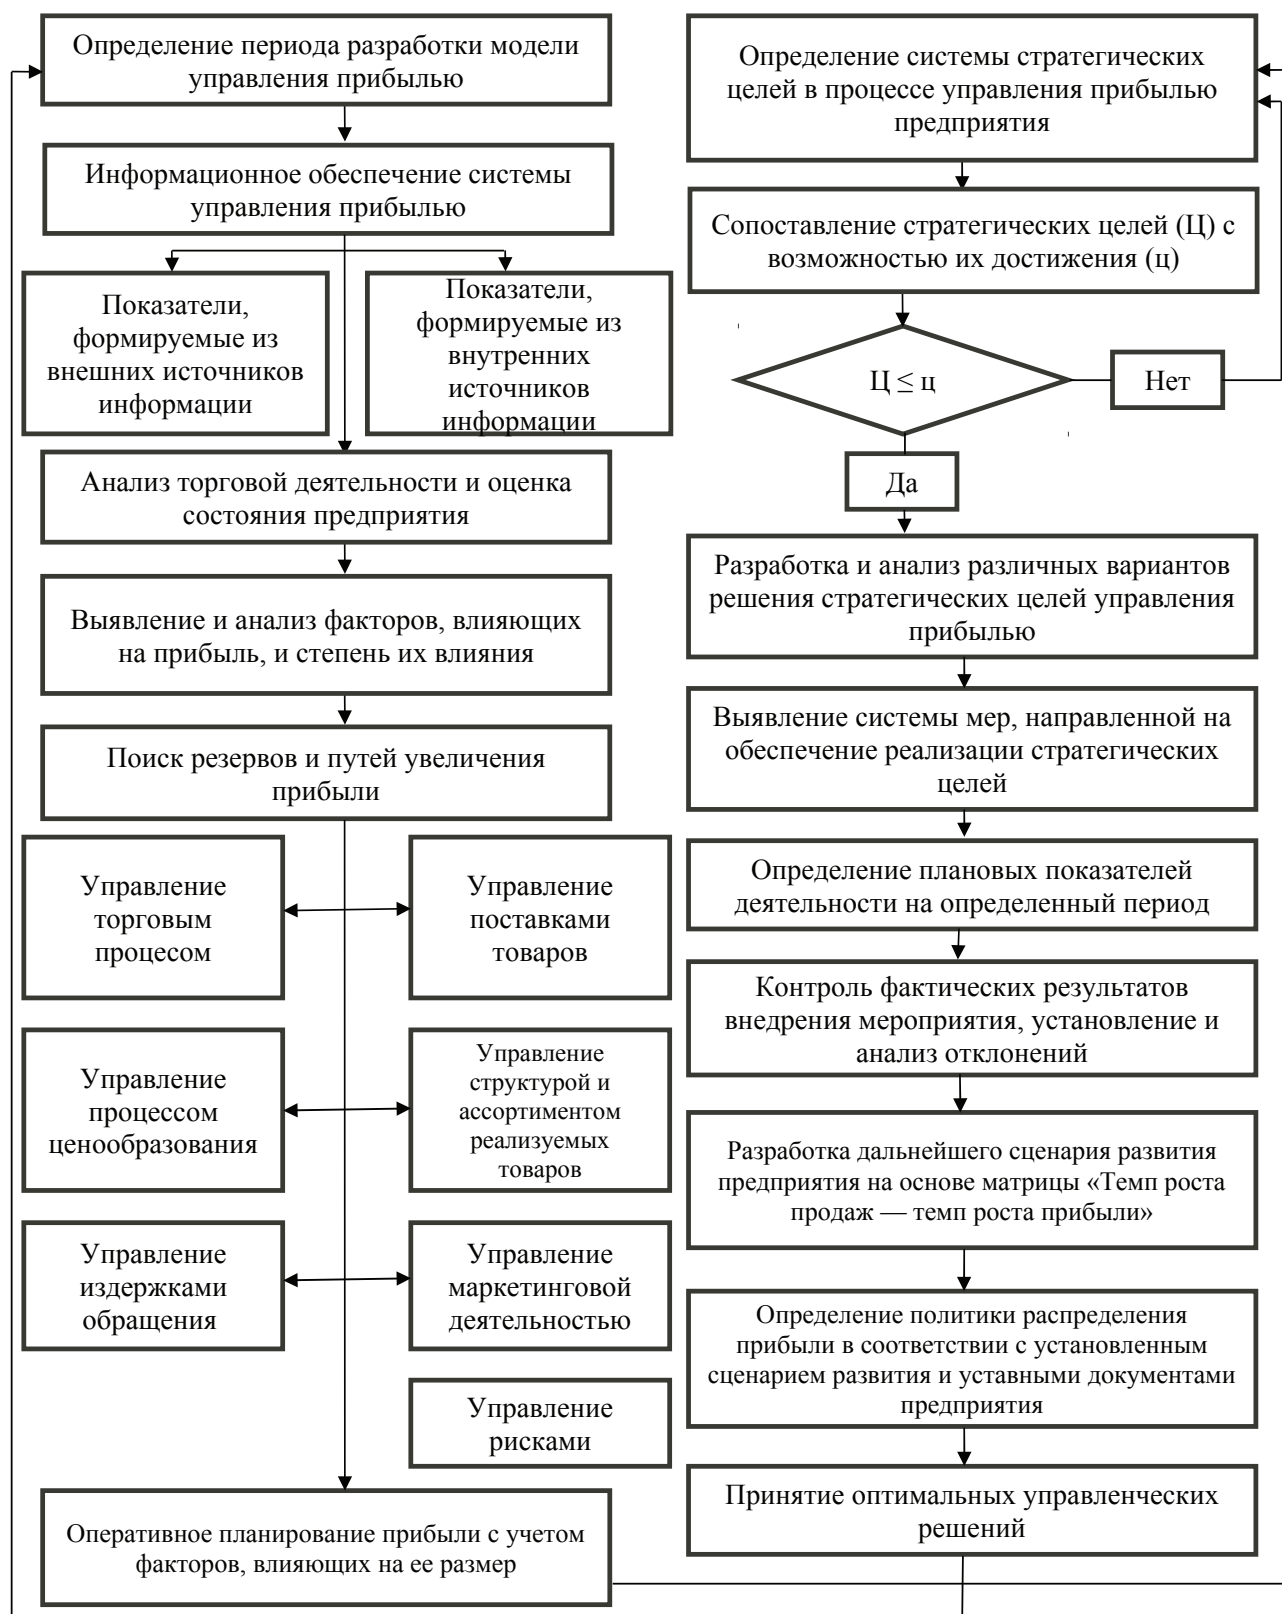 Определение периода разработки модели
управления прибылью
Информационное обеспечение системы
управления прибылью
Показатели,
формируемые из
внешних источников
информации
Показатели,
формируемые из
внутренних
источников
информации
Анализ торговой деятельности и оценка
состояния предприятия
Выявление и анализ факторов, влияющих
на прибыль, и степень их влияния
Поиск резервов и путей увеличения
прибыли
Управление
торговым
процесом
Управление
поставками
товаров
Управление
процессом
ценообразования
Управление
структурой и
ассортиментом
реализуемых
товаров
Управление
издержками
обращения
Управление
маркетинговой
деятельностью
Управление
рисками
Оперативное планирование прибыли с учетом
факторов, влияющих на ее размер
Определение системы стратегических
целей в процессе управления прибылью
предприятия
Сопоставление стратегических целей (Ц) с
возможностью их достижения (ц)
Ц ≤ ц
Нет
Да
Разработка и анализ различных вариантов
решения стратегических целей управления
прибылью
Выявление системы мер, направленной на
обеспечение реализации стратегических
целей
Определение плановых показателей
деятельности на определенный период
Контроль фактических результатов
внедрения мероприятия, установление и
анализ отклонений
Разработка дальнейшего сценария развития
предприятия на основе матрицы «Темп роста
продаж — темп роста прибыли»
Определение политики распределения
прибыли в соответствии с установленным
сценарием развития и уставными документами
предприятия
Принятие оптимальных управленческих
решений